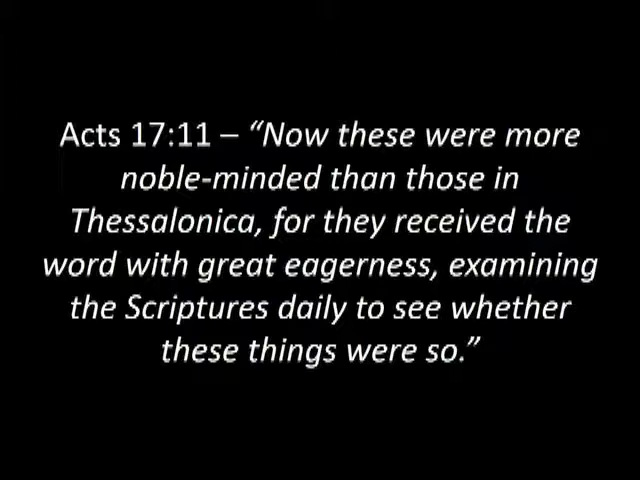 Acts 17:11 – “Now these were more
noble-minded than those in
Thessalonica, for they received the
word with great eagerness, examining
the Scriptures daily to see whether
these things were so.”